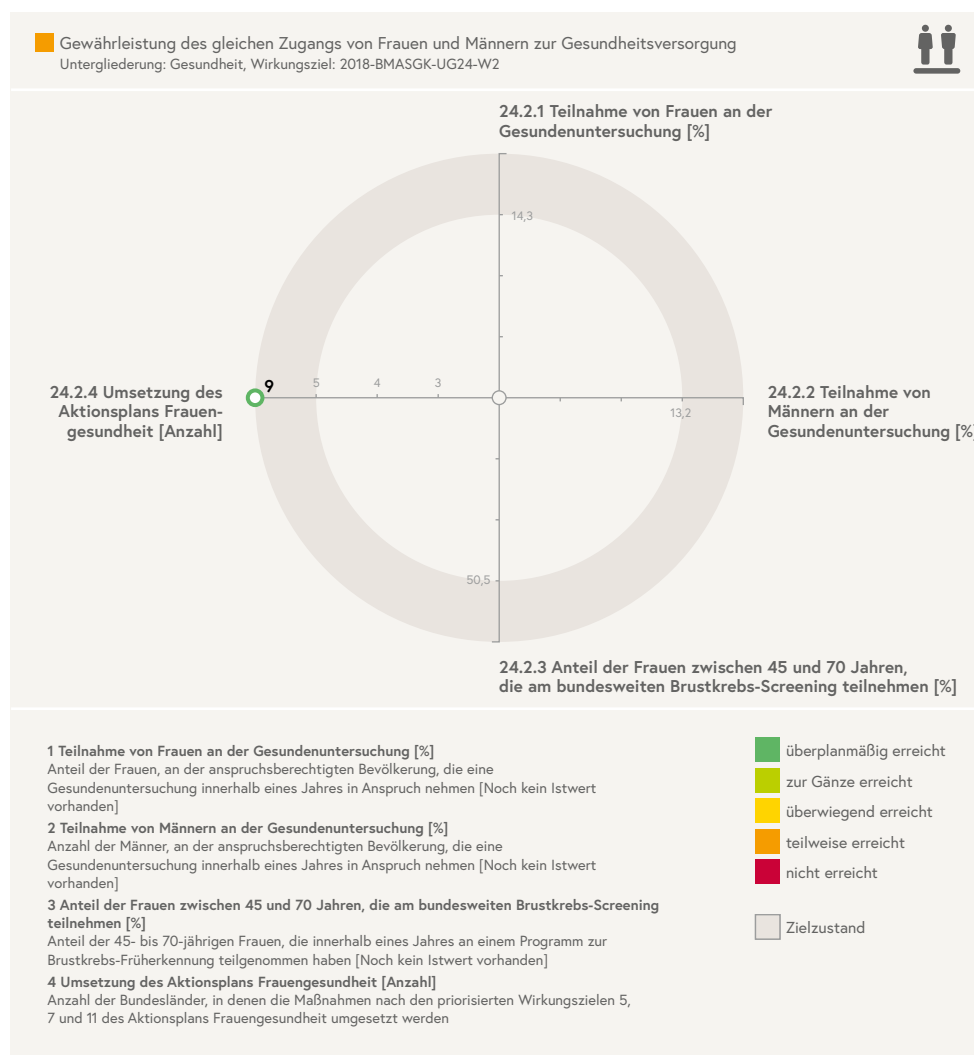 Gewährleistung des gleichen Zugangs von Frauen und Männern zur Gesundheitsversorgung
Untergliederung: Gesundheit, Wirkungsziel: 2018-BMASGK-UG24-W2
24.2.1 Teilnahme von Frauen an der
Gesundenuntersuchung [%]
14,3
24.2.4 Umsetzung des
Aktionsplans Frauen-
gesundheit [Anzahl]
9
5
4
3
13,2
24.2.2 Teilnahme von
Männern an der
Gesundenuntersuchung [%
50,5
24.2.3 Anteil der Frauen zwischen 45 und 70 Jahren,
die am bundesweiten Brustkrebs-Screening teilnehmen [%]
1 Teilnahme von Frauen an der Gesundenuntersuchung [%]
Anteil der Frauen, an der anspruchsberechtigten Bevölkerung, die eine
Gesundenuntersuchung innerhalb eines Jahres in Anspruch nehmen [Noch kein Istwert
vorhanden]
2 Teilnahme von Männern an der Gesundenuntersuchung [%]
Anzahl der Männer, an der anspruchsberechtigten Bevölkerung, die eine
Gesundenuntersuchung innerhalb eines Jahres in Anspruch nehmen [Noch kein Istwert
vorhanden]
3 Anteil der Frauen zwischen 45 und 70 Jahren, die am bundesweiten Brustkrebs-Screening
teilnehmen [%]
Anteil der 45- bis 70-jährigen Frauen, die innerhalb eines Jahres an einem Programm zur
Brustkrebs-Früherkennung teilgenommen haben [Noch kein Istwert vorhanden]
4 Umsetzung des Aktionsplans Frauengesundheit [Anzahl]
Anzahl der Bundesländer, in denen die Maßnahmen nach den priorisierten Wirkungszielen 5,
7 und 11 des Aktionsplans Frauengesundheit umgesetzt werden
überplanmäßig erreicht
zur Gänze erreicht
überwiegend erreicht
teilweise erreicht
nicht erreicht
Zielzustand